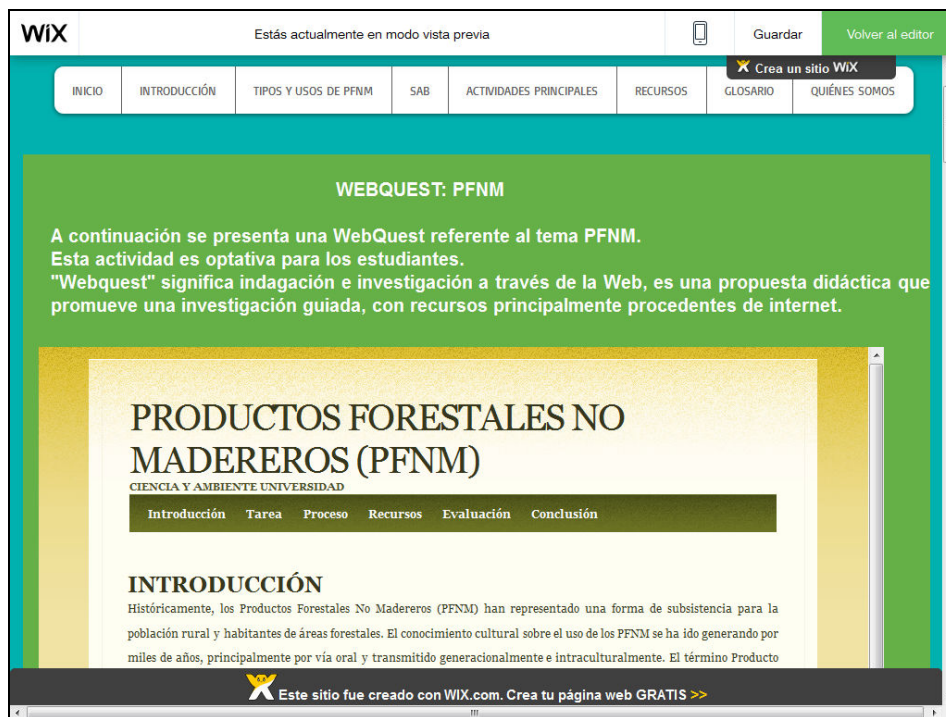 WiX
Estás actualmente en modo vista previa
Guardar
Volver al editor
Crea un sitio WiX
INICIO
INTRODUCCIÓN
TIPOS Y USOS DE PFNM
SAB
ACTIVIDADES PRINCIPALES
RECURSOS
GLOSARIO
QUIÉNES SOMOS
WEBQUEST: PFNM
A continuación se presenta una WebQuest referente al tema PFNM.
Esta actividad es optativa para los estudiantes.
"Webquest" significa indagación e investigación a través de la Web, es una propuesta didáctica que
promueve una investigación guiada, con recursos principalmente procedentes de internet.
PRODUCTOS FORESTALES NO
MADEREROS (PFNM)
CIENCIA Y AMBIENTE UNIVERSIDAD
Introducción Tarea Proceso Recursos Evaluación Conclusión
INTRODUCCIÓN
Históricamente, los Productos Forestales No Madereros (PFNM) han representado una forma de subsistencia para la
población rural y habitantes de áreas forestales. El conocimiento cultural sobre el uso de los PFNM se ha ido generando por
miles de años, principalmente por vía oral y transmitido generacionalmente e intraculturalmente. El término Producto
Este sitio fue creado con WIX.com. Crea tu página web GRATIS >>